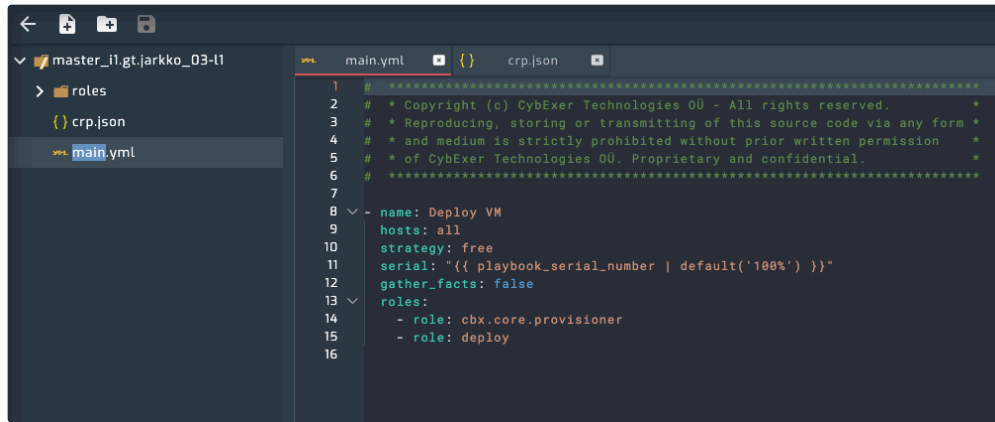 master_i1.gt.jarkko_03-l1
roles
{ } crp.json
YML main.yml
YML main.yml
{ } crp.json
1 # *************************************************************************
2 # * Copyright (c) CybExer Technologies OÜ - All rights reserved. *
3 # * Reproducing, storing or transmitting of this source code via any form *
4 # * and medium is strictly prohibited without prior written permission *
5 # * of CybExer Technologies OÜ. Proprietary and confidential. *
6 # *************************************************************************
7
8 - name: Deploy VM
9 hosts: all
10 strategy: free
11 serial: "{{ playbook_serial_number | default('100%') }}"
12 gather_facts: false
13 roles:
14 - role: cbx.core.provisioner
15 - role: deploy
16